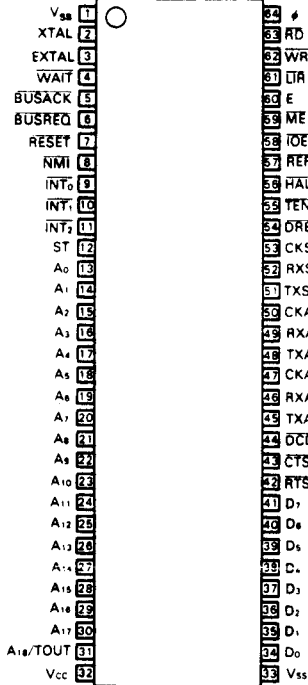 Vss 1 64  φ
XTAL 2 63 RD
EXTAL 3 62 WR
WAIT 4 61 LIR
BUSACK 5 60 E
BUSREQ 6 59 ME
RESET 7 58 IOE
NMI 8 57 REF
INT₀ 9 56 HAL
INT₁ 10 55 TEN
INT₂ 11 54 DRE
ST 12 53 CKS
A₀ 13 52 RXS
A₁ 14 51 TXS
A₂ 15 50 CKA
A₃ 16 49 RXA
A₄ 17 48 TXA
A₅ 18 47 CKA
A₆ 19 46 RXA
A₇ 20 45 TXA
A₈ 21 44 DCD
A₉ 22 43 CTS
A₁₀ 23 42 RTS
A₁₁ 24 41 D₇
A₁₂ 25 40 D₆
A₁₃ 26 39 D₅
A₁₄ 27 38 D₄
A₁₅ 28 37 D₃
A₁₆ 29 36 D₂
A₁₇ 30 35 D₁
A₁₈/TOUT 31 34 D₀
Vcc 32 33 Vss